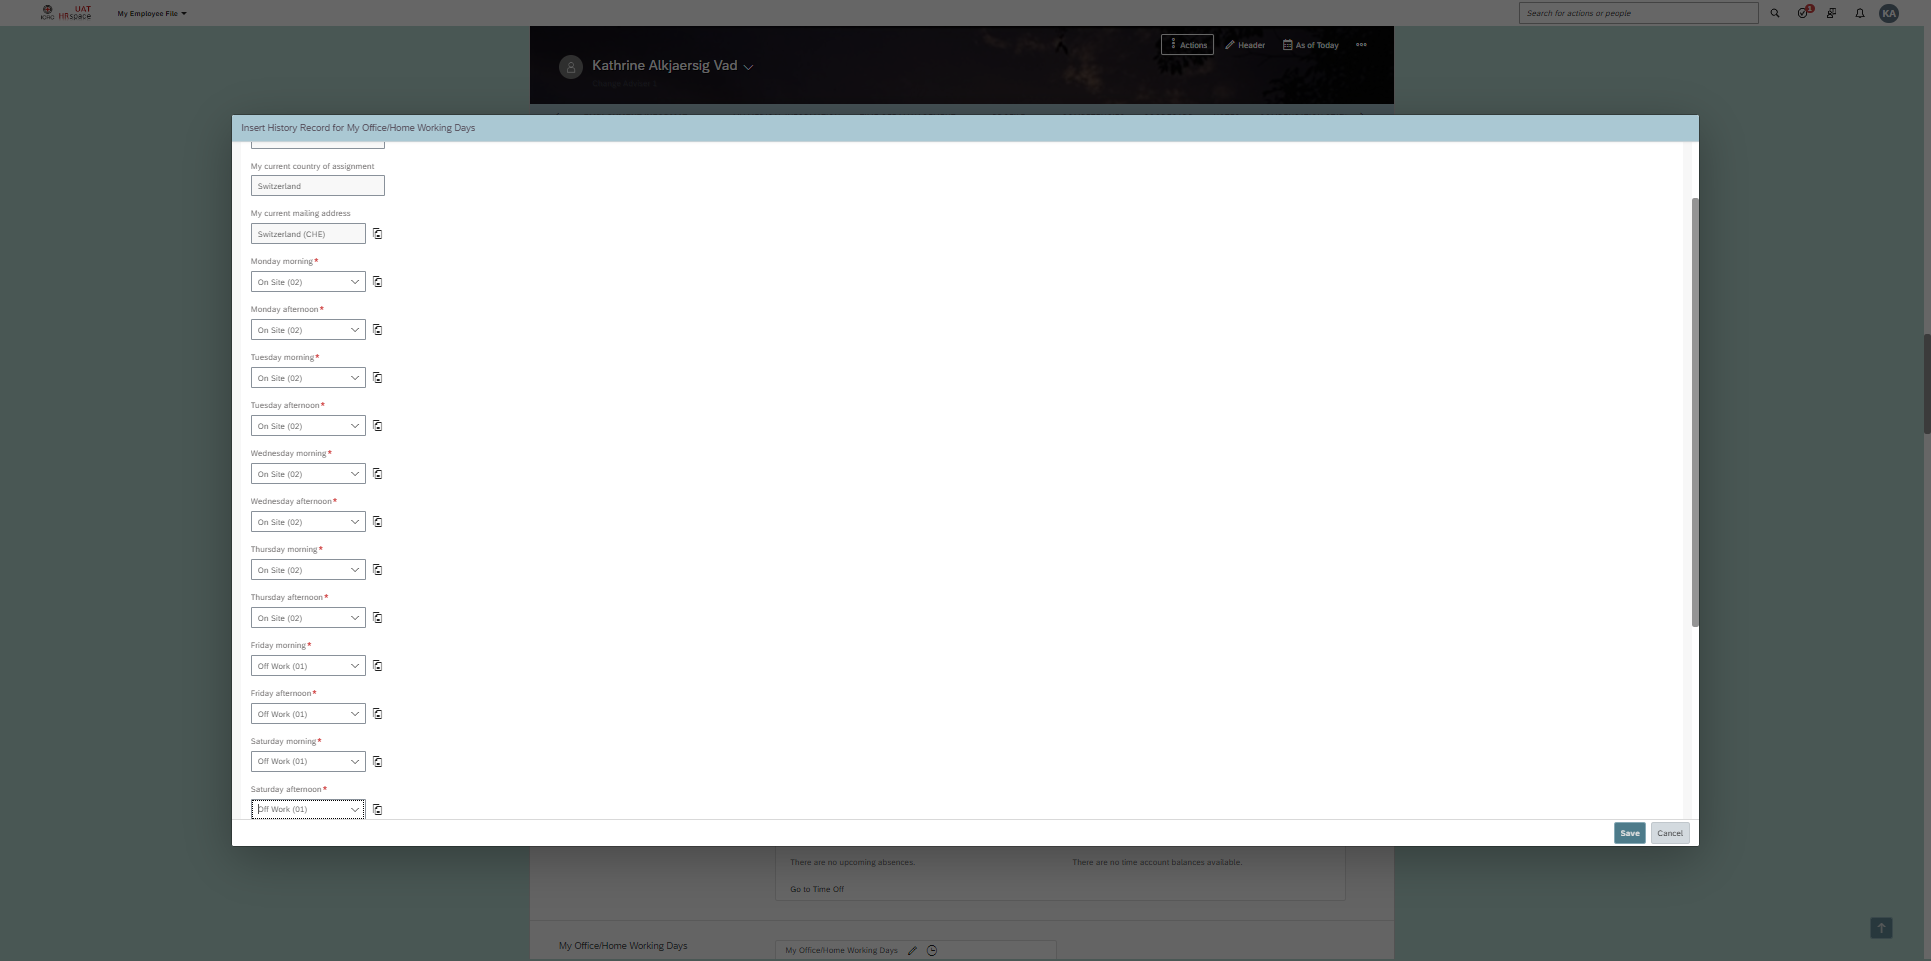 UAT
ICRC HRspace
My Employee File
Search for actions or people
1
KA
Actions
Header
As of Today
Kathrine Alkjaersig Vad
Insert History Record for My Office/Home Working Days
My current country of assignment
Switzerland
My current mailing address
Switzerland (CHE)
Monday morning*
On Site (02)
Monday afternoon*
On Site (02)
Tuesday morning*
On Site (02)
Tuesday afternoon*
On Site (02)
Wednesday morning*
On Site (02)
Wednesday afternoon*
On Site (02)
Thursday morning*
On Site (02)
Thursday afternoon*
On Site (02)
Friday morning*
Off Work (01)
Friday afternoon*
Off Work (01)
Saturday morning*
Off Work (01)
Saturday afternoon*
Off Work (01)
Save
Cancel
There are no upcoming absences.
There are no time account balances available.
Go to Time Off
My Office/Home Working Days
My Office/Home Working Days